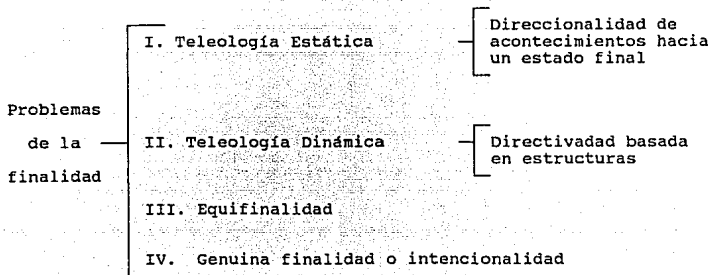 Problemas
de la
finalidad
I. Teleología Estática
Direccionalidad de
acontecimientos hacia
un estado final
II. Teleología Dinámica
Directivadad basada
en estructuras
III. Equifinalidad
IV. Genuina finalidad o intencionalidad